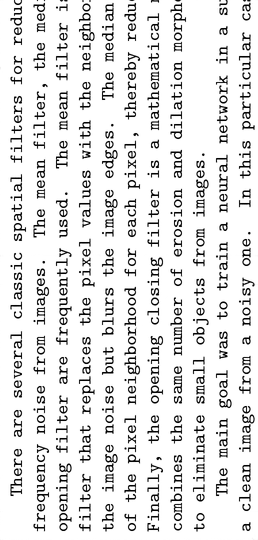 There are several classic spatial filters for reduc
frequency noise from images. The mean filter, the medi
opening filter are frequently used. The mean filter is
filter that replaces the pixel values with the neighbor
the image noise but blurs the image edges. The median
of the pixel neighborhood for each pixel, thereby reduc
Finally, the opening closing filter is a mathematical m
combines the same number of erosion and dilation morpho
to eliminate small objects from images.
The main goal was to train a neural network in a su
a clean image from a noisy one. In this particular cas